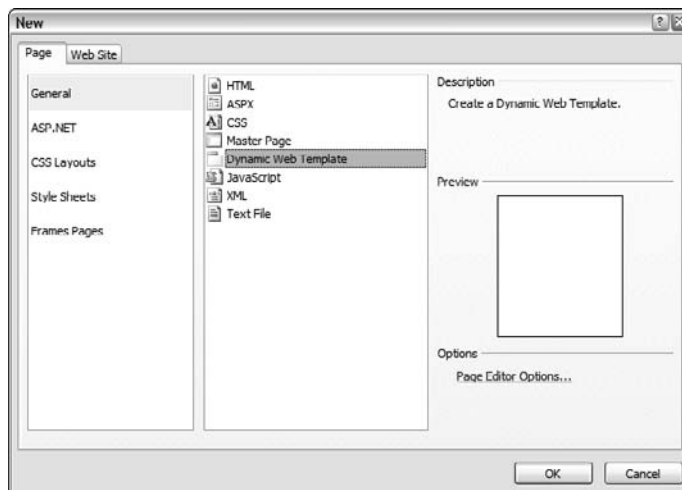 New
Page
Web Site
General
ASP.NET
CSS Layouts
Style Sheets
Frames Pages
HTML
ASPX
CSS
Master Page
Dynamic Web Template
JavaScript
XML
Text File
Description
Create a Dynamic Web Template.
Preview
Options
Page Editor Options...
OK
Cancel